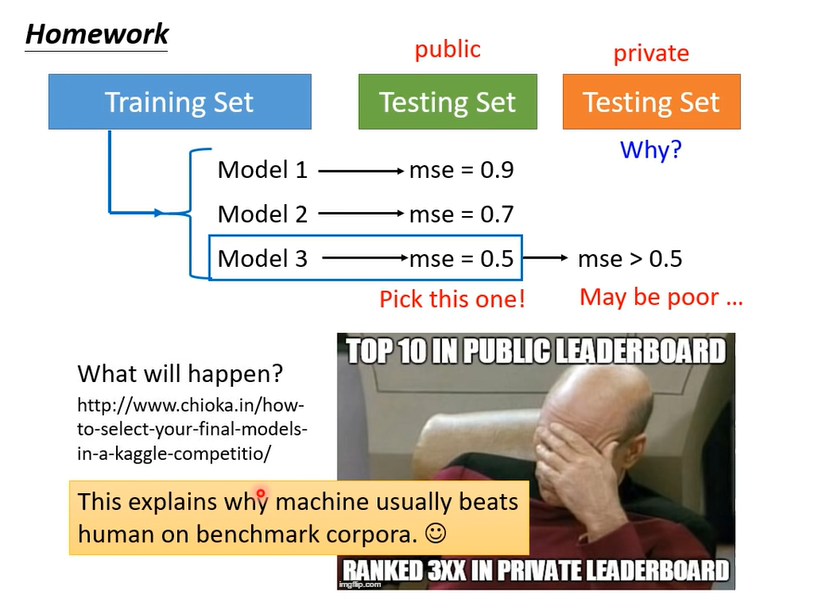 Homework
public
private
Training Set
Testing Set
Testing Set
Why?
Model 1
mse = 0.9
Model 2
mse = 0.7
Model 3
mse = 0.5
mse > 0.5
Pick this one!
May be poor ...
What will happen?
http://www.chioka.in/how-
to-select-your-final-models-
in-a-kaggle-competitio/
TOP 10 IN PUBLIC LEADERBOARD
This explains why machine usually beats
human on benchmark corpora. ☺
RANKED 3XX IN PRIVATE LEADERBOARD
imgflip.com